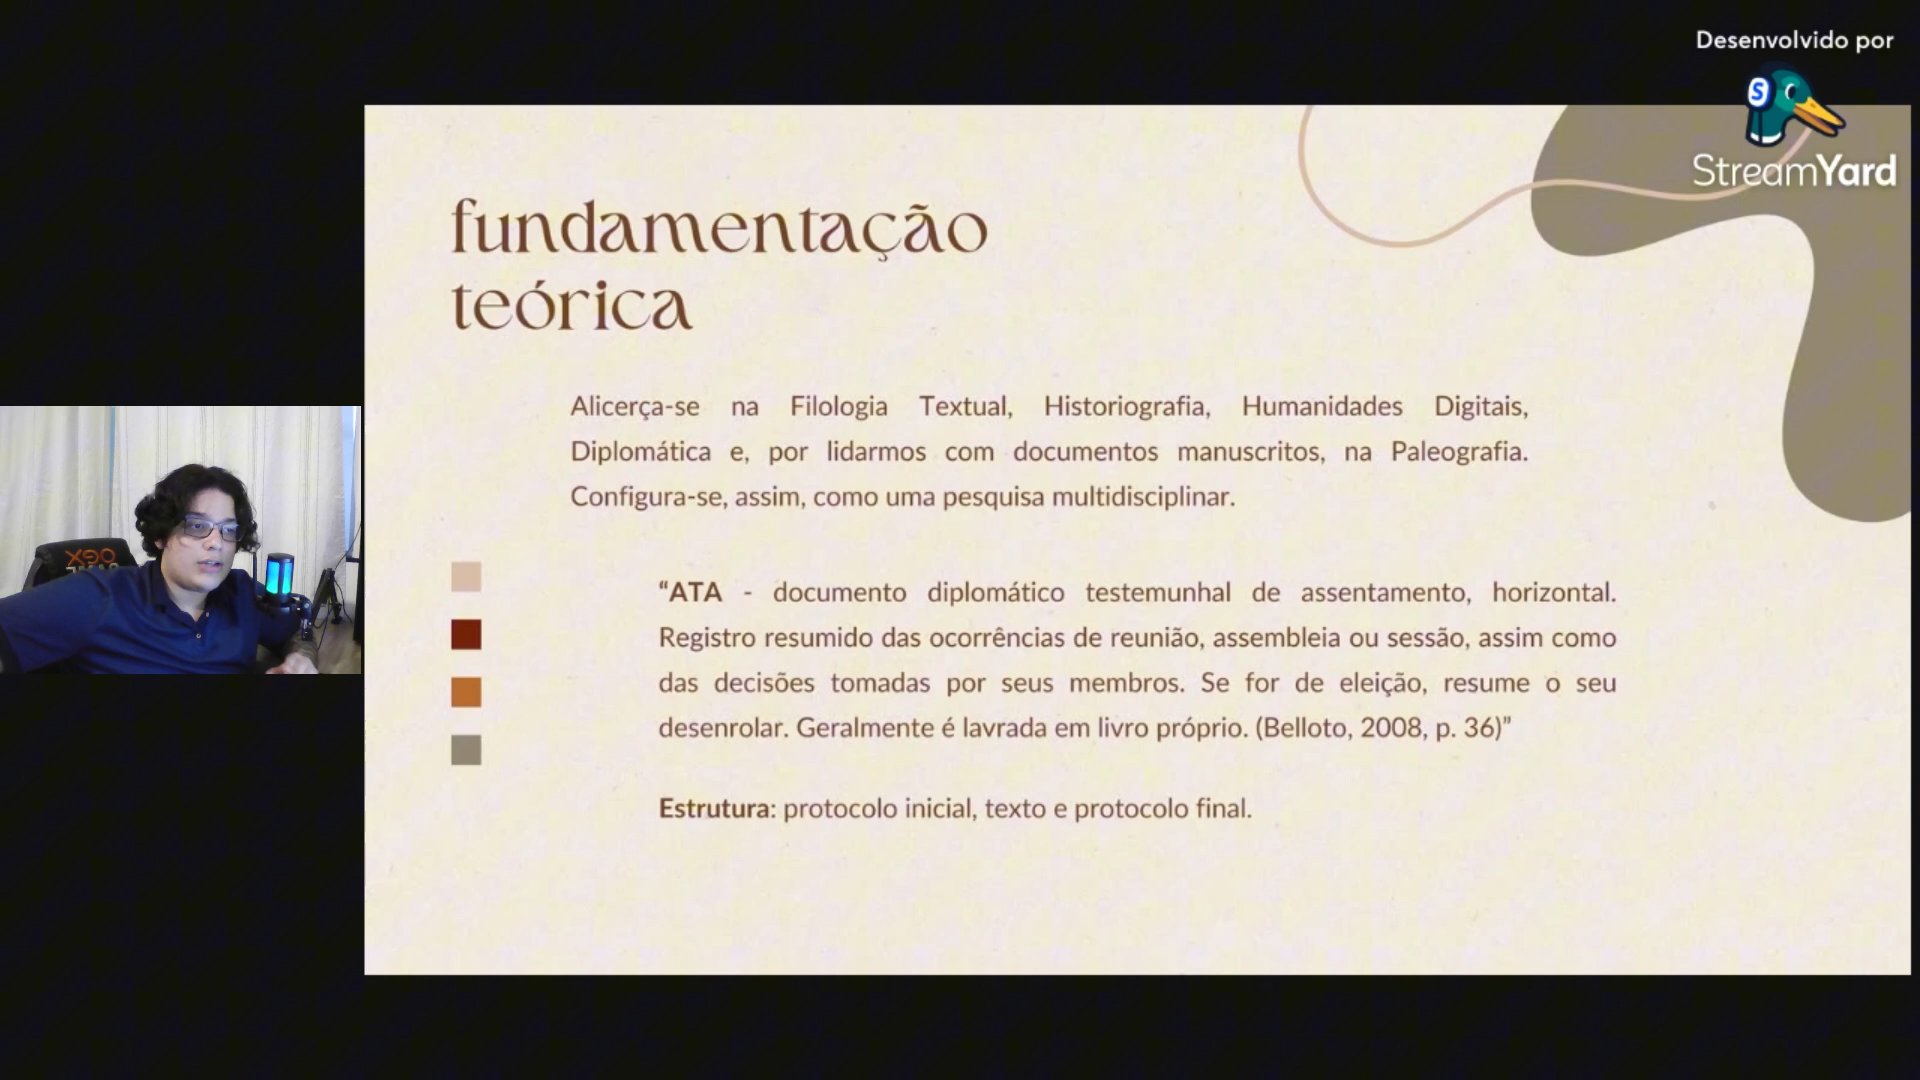 Desenvolvido por
StreamYard
fundamentação
teórica
Alicerça-se na Filologia Textual, Historiografia, Humanidades Digitais,
Diplomática e, por lidarmos com documentos manuscritos, na Paleografia.
Configura-se, assim, como uma pesquisa multidisciplinar.
“ATA - documento diplomático testemunhal de assentamento, horizontal.
Registro resumido das ocorrências de reunião, assembleia ou sessão, assim como
das decisões tomadas por seus membros. Se for de eleição, resume o seu
desenrolar. Geralmente é lavrada em livro próprio. (Belloto, 2008, p. 36)”
Estrutura: protocolo inicial, texto e protocolo final.